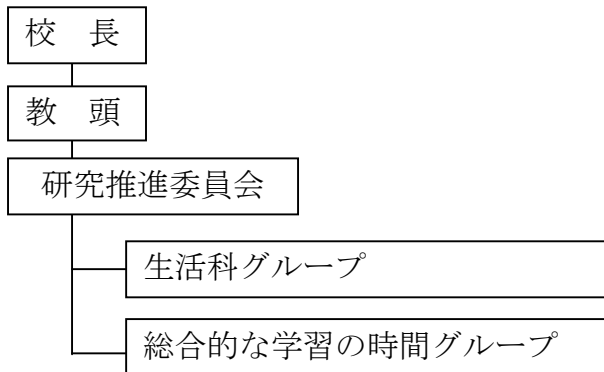 校　長
教　頭
研究推進委員会
生活科グループ
総合的な学習の時間グループ